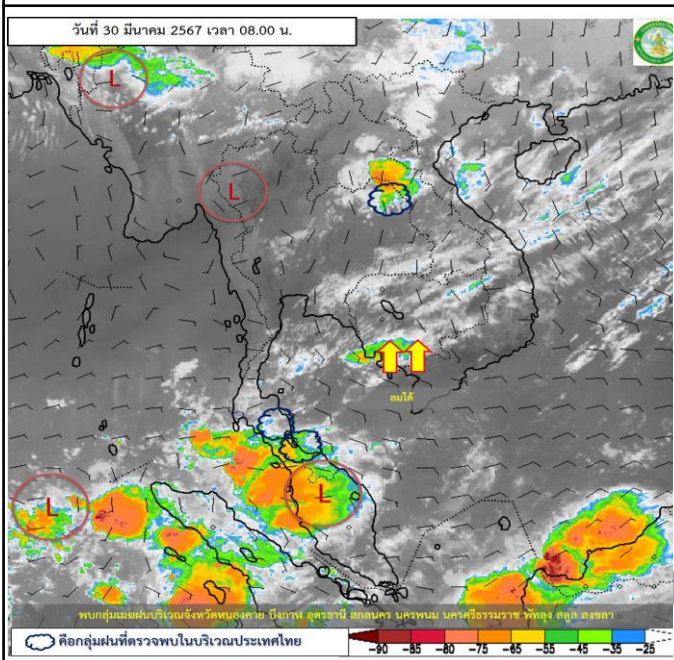 วันที่ 30 มีนาคม 2567 เวลา 08.00 น.
L
L
ลมใต้
L
L
พบกลุ่มเมฆฝนบริเวณจังหวัดหนองคาย บึงกาฬ อุดรธานี สกลนคร นครพนม นครศรีธรรมราช พัทลุง สตูล สงขลา
คือกลุ่มฝนที่ตรวจพบในบริเวณประเทศไทย
-90 -85 -80 -75 -65 -55 -45 -35 -25